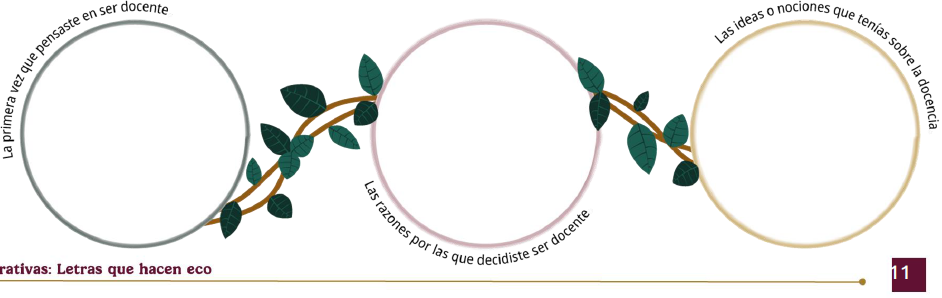 La primera vez que pensaste en ser docente
Las razones por las que decidiste ser docente
Las ideas o nociones que tenías sobre la docencia
rativas: Letras que hacen eco
11